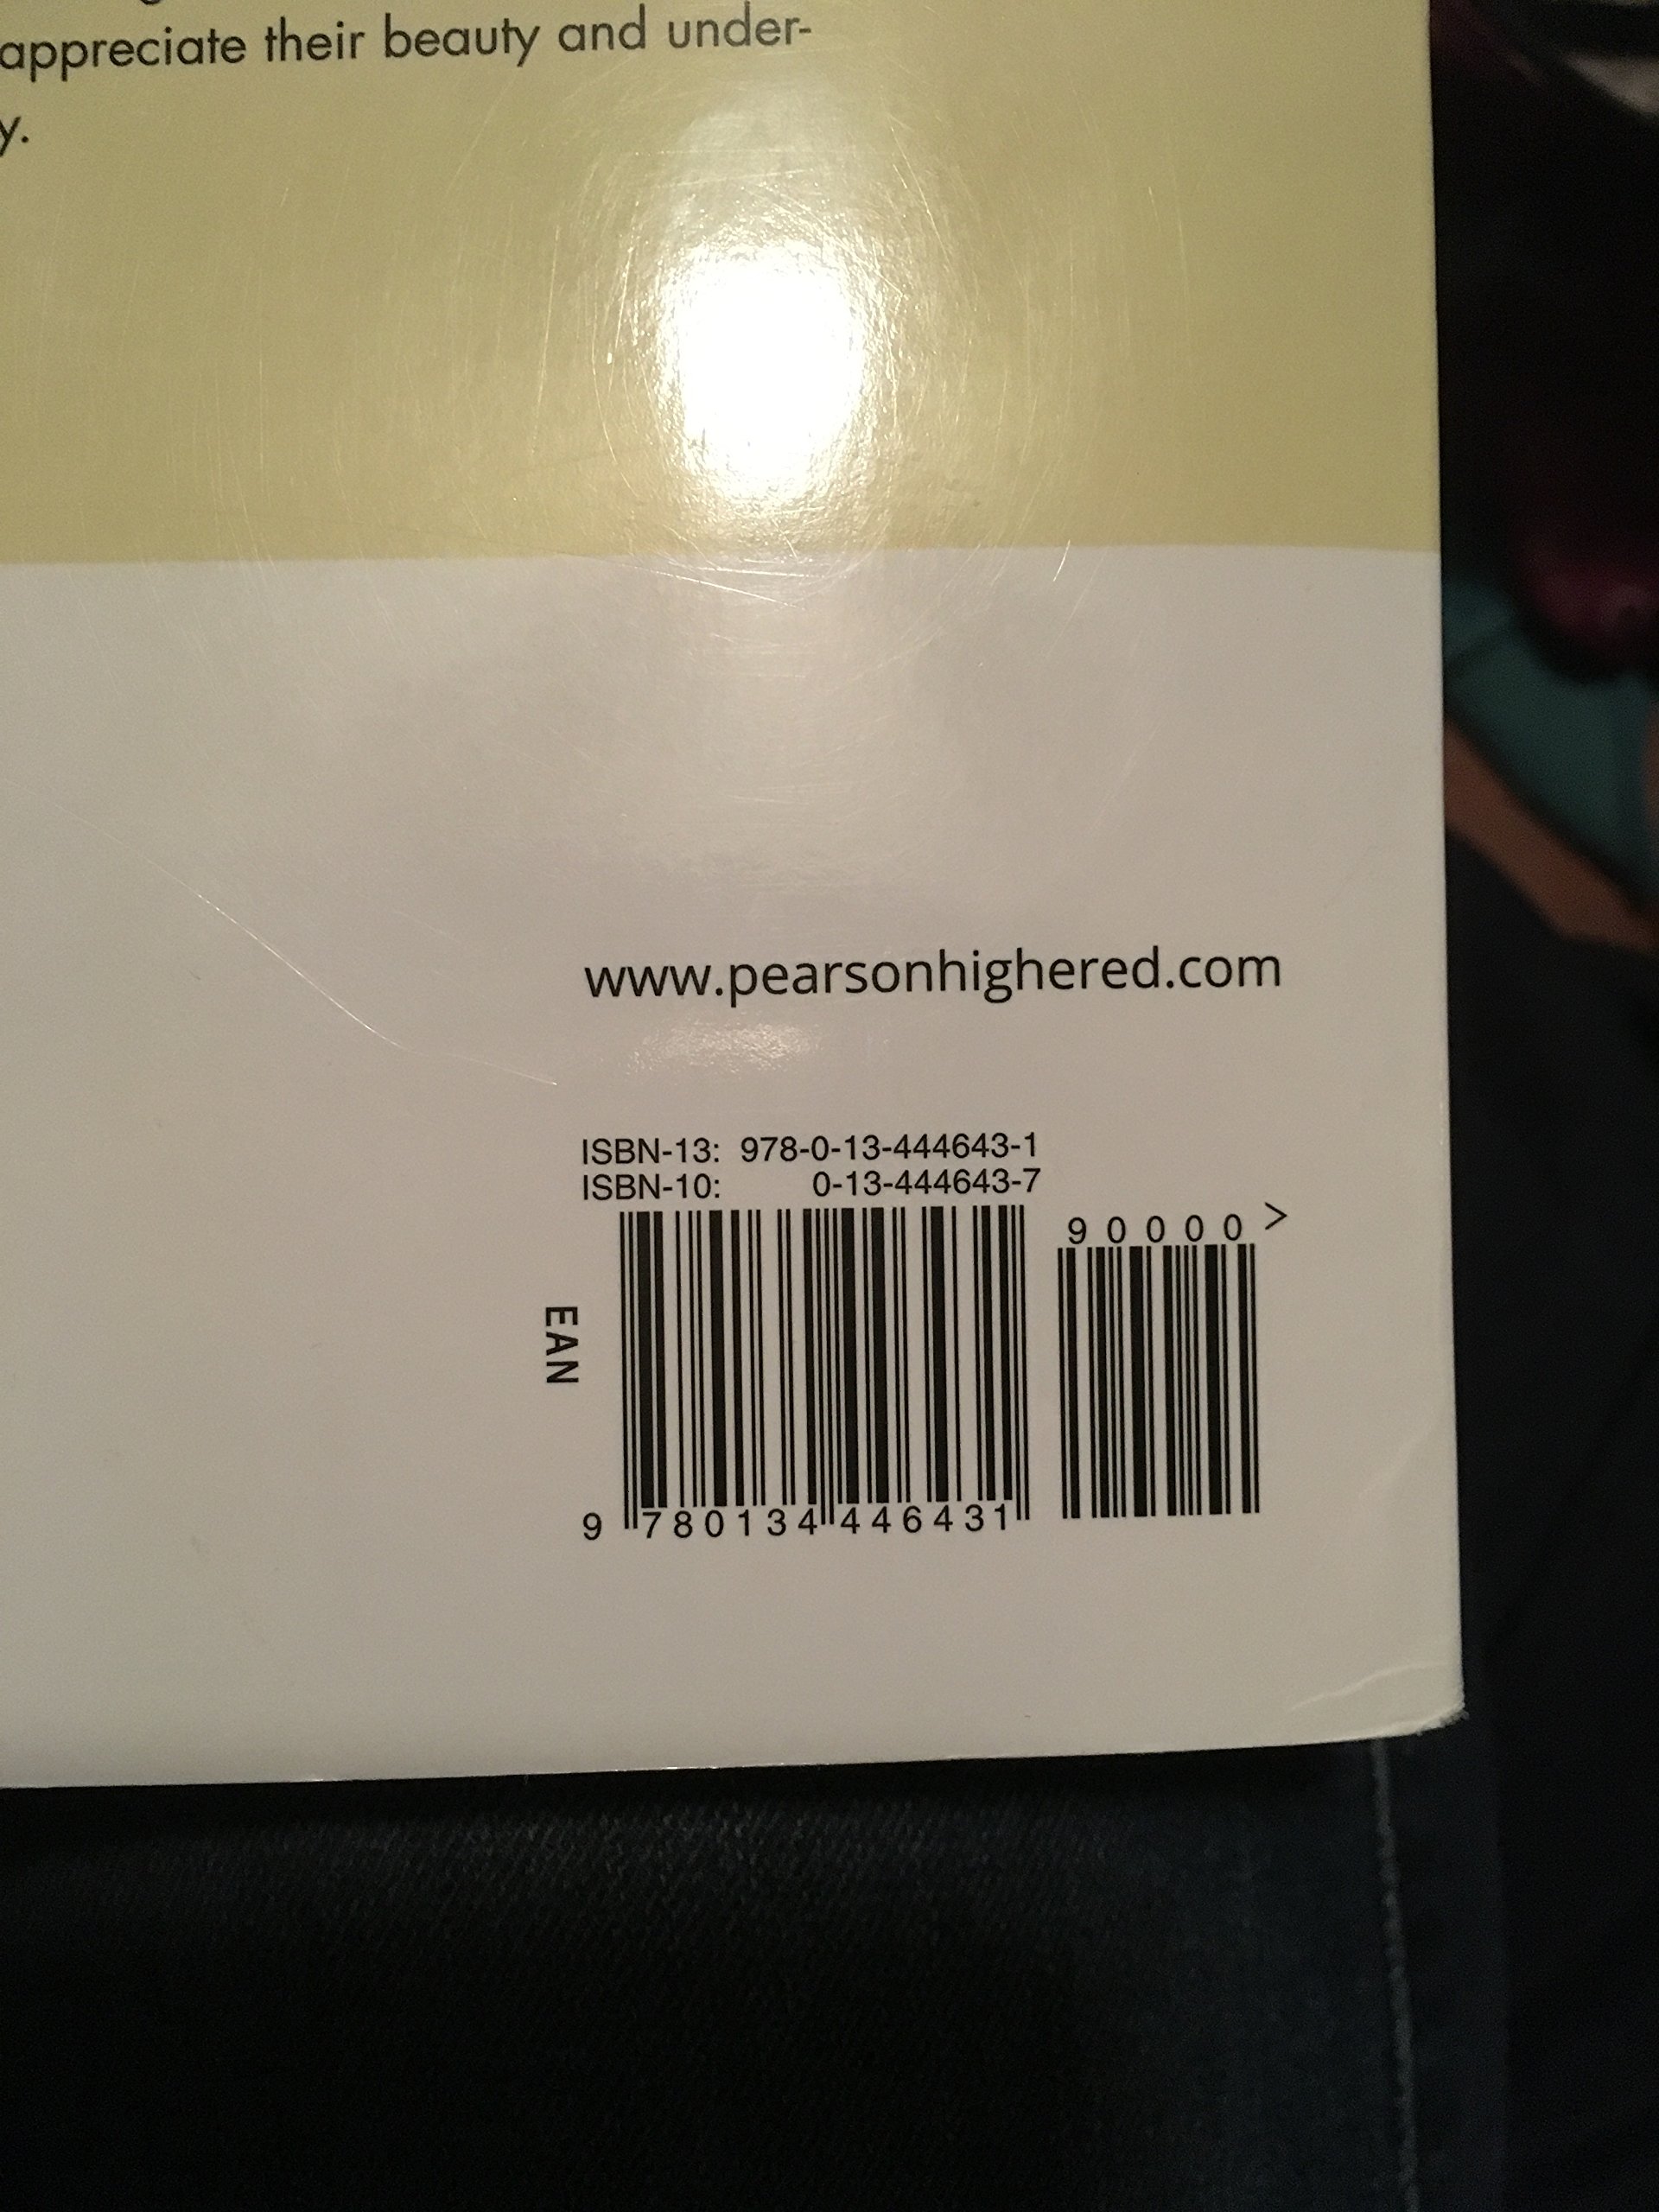 appreciate their beauty and under-
y.
www.pearsonhighered.com
ISBN-13: 978-0-13-444643-1
ISBN-10: 0-13-444643-7
90000>
EAN
9 780134 446431